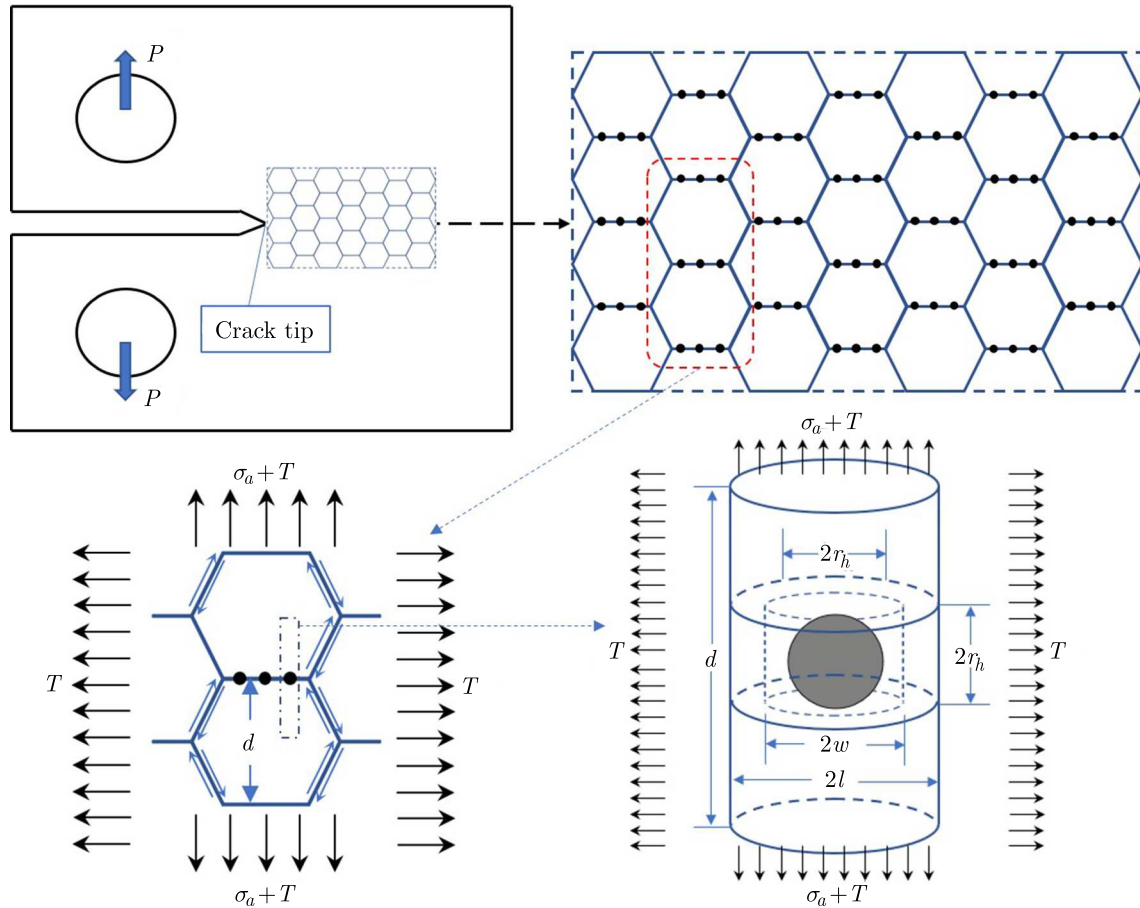 P
Crack tip
P
σₐ + T
T
T
d
σₐ + T
σₐ + T
2rₕ
T
d
2rₕ
T
2w
2l
σₐ + T